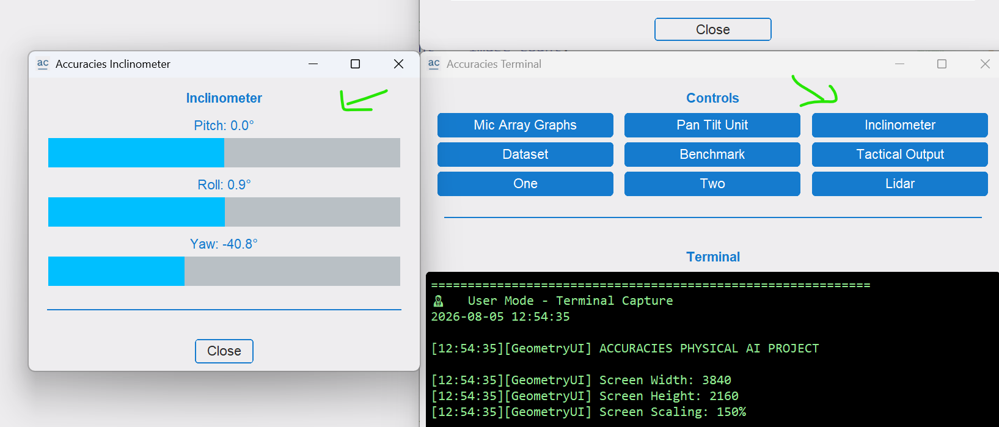 Close
ac Accuracies Inclinometer
Inclinometer
Pitch: 0.0°
Roll: 0.9°
Yaw: -40.8°
Close
ac Accuracies Terminal
Controls
Mic Array Graphs Pan Tilt Unit Inclinometer
Dataset Benchmark Tactical Output
One Two Lidar
Terminal
============================================================
User Mode - Terminal Capture
2026-08-05 12:54:35
[12:54:35][GeometryUI] ACCURACIES PHYSICAL AI PROJECT
[12:54:35][GeometryUI] Screen Width: 3840
[12:54:35][GeometryUI] Screen Height: 2160
[12:54:35][GeometryUI] Screen Scaling: 150%